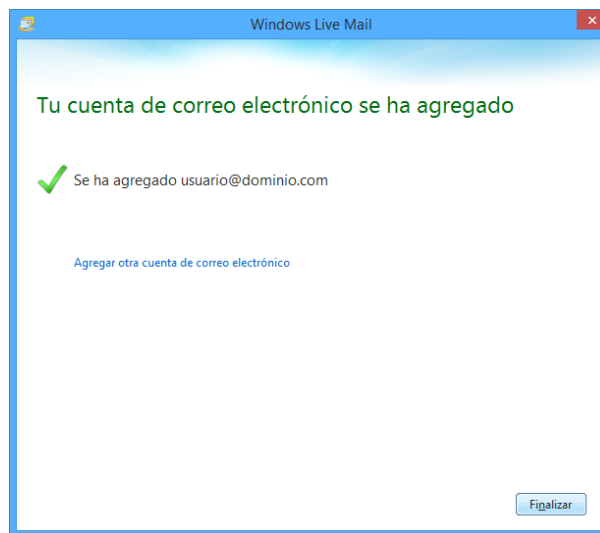 Windows Live Mail
Tu cuenta de correo electrónico se ha agregado
Se ha agregado usuario@dominio.com
Agregar otra cuenta de correo electrónico
Finalizar